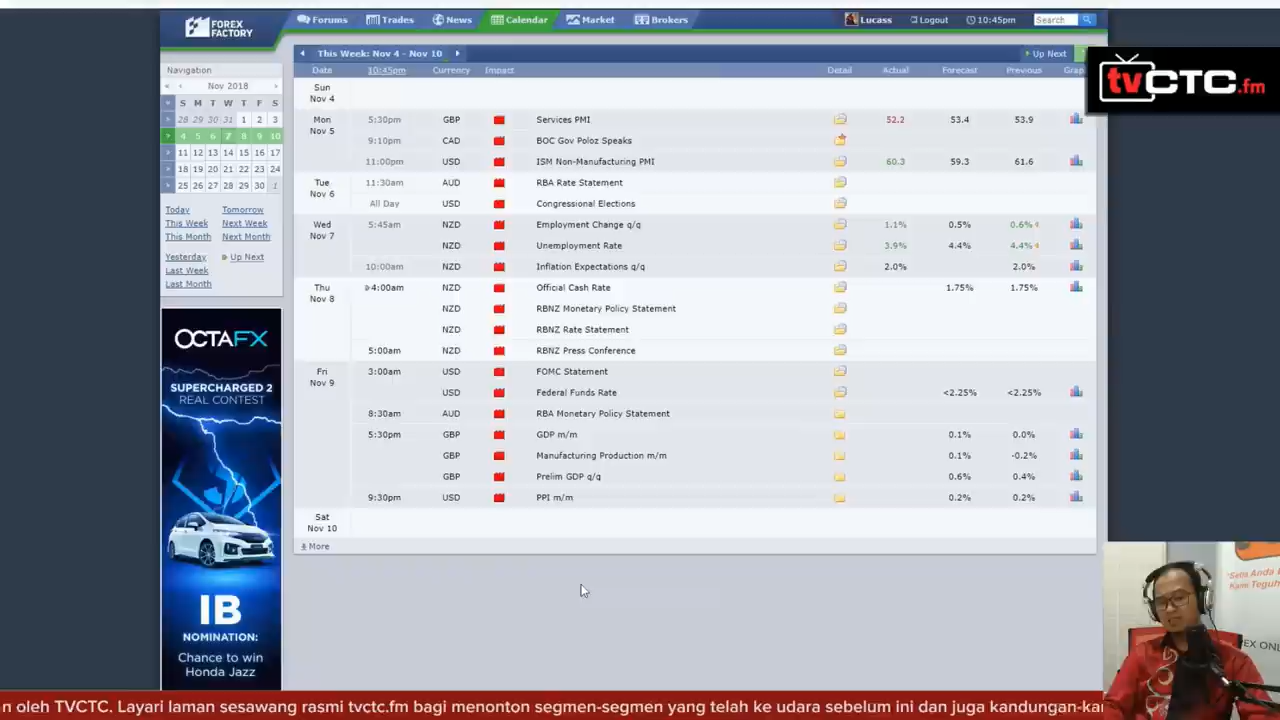 FOREX
FACTORY
Forums Trades News Calendar Market Brokers Lucass Logout 10:45pm Search
This Week: Nov 4 - Nov 10 Up Next
tvCTC.fm
Navigation
Nov 2018
S M T W T F S
28 29 30 31 1 2 3
4 5 6 7 8 9 10
11 12 13 14 15 16 17
18 19 20 21 22 23 24
25 26 27 28 29 30 1
Today Tomorrow
This Week Next Week
This Month Next Month
Yesterday Up Next
Last Week
Last Month
Date 10:45pm Currency Impact Detail Actual Forecast Previous Grap
Sun
Nov 4
Mon
Nov 5
5:30pm GBP Services PMI 52.2 53.4 53.9
9:10pm CAD BOC Gov Poloz Speaks
11:00pm USD ISM Non-Manufacturing PMI 60.3 59.3 61.6
Tue
Nov 6
11:30am AUD RBA Rate Statement
All Day USD Congressional Elections
Wed
Nov 7
5:45am NZD Employment Change q/q 1.1% 0.5% 0.6%
NZD Unemployment Rate 3.9% 4.4% 4.4%
10:00am NZD Inflation Expectations q/q 2.0% 2.0%
Thu
Nov 8
4:00am NZD Official Cash Rate 1.75% 1.75%
NZD RBNZ Monetary Policy Statement
NZD RBNZ Rate Statement
5:00am NZD RBNZ Press Conference
Fri
Nov 9
3:00am USD FOMC Statement
USD Federal Funds Rate <2.25% <2.25%
8:30am AUD RBA Monetary Policy Statement
5:30pm GBP GDP m/m 0.1% 0.0%
GBP Manufacturing Production m/m 0.1% -0.2%
GBP Prelim GDP q/q 0.6% 0.4%
9:30pm USD PPI m/m 0.2% 0.2%
Sat
Nov 10
More
OCTAFX
SUPERCHARGED 2
REAL CONTEST
IB
NOMINATION:
Chance to win
Honda Jazz
"Setia Anda
Kami Teguh
EX ONL
n oleh TVCTC. Layari laman sesawang rasmi tvctc.fm bagi menonton segmen-segmen yang telah ke udara sebelum ini dan juga kandungan-ka